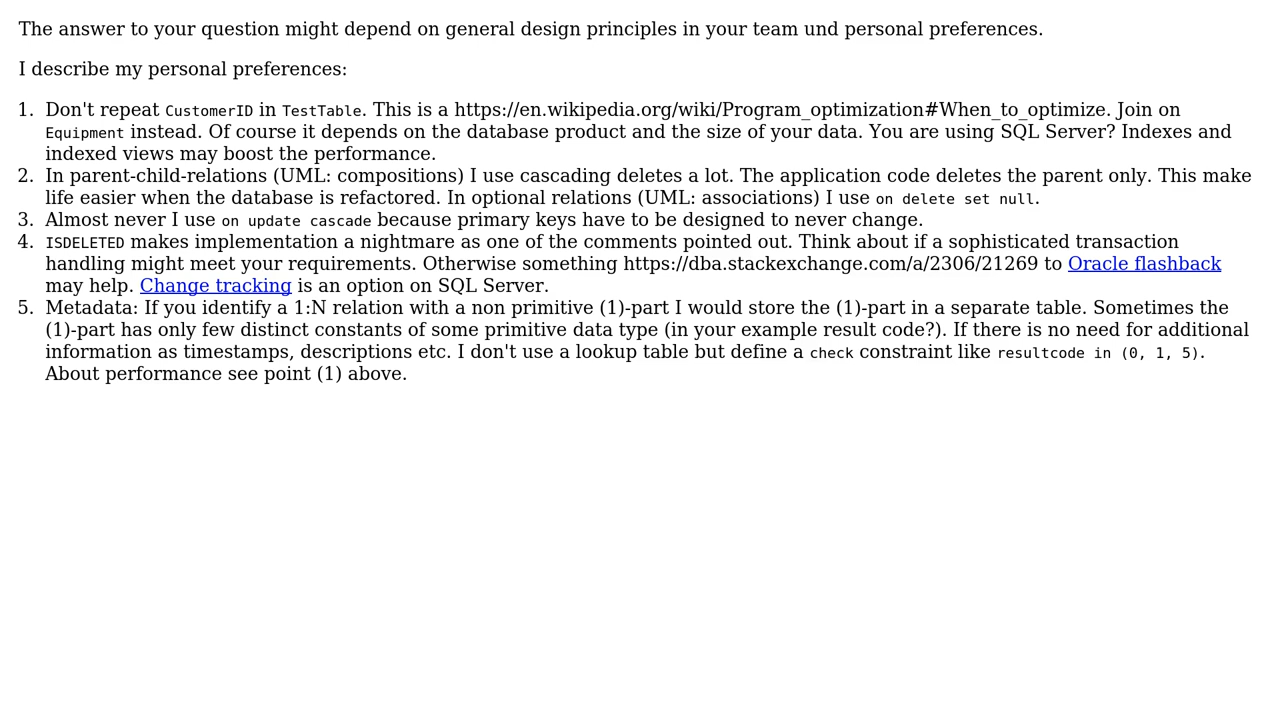 The answer to your question might depend on general design principles in your team und personal preferences.
I describe my personal preferences:
1. Don't repeat CustomerID in TestTable. This is a https://en.wikipedia.org/wiki/Program_optimization#When_to_optimize. Join on
Equipment instead. Of course it depends on the database product and the size of your data. You are using SQL Server? Indexes and
indexed views may boost the performance.
2. In parent-child-relations (UML: compositions) I use cascading deletes a lot. The application code deletes the parent only. This make
life easier when the database is refactored. In optional relations (UML: associations) I use on delete set null.
3. Almost never I use on update cascade because primary keys have to be designed to never change.
4. ISDELETED makes implementation a nightmare as one of the comments pointed out. Think about if a sophisticated transaction
handling might meet your requirements. Otherwise something https://dba.stackexchange.com/a/2306/21269 to Oracle flashback
may help. Change tracking is an option on SQL Server.
5. Metadata: If you identify a 1:N relation with a non primitive (1)-part I would store the (1)-part in a separate table. Sometimes the
(1)-part has only few distinct constants of some primitive data type (in your example result code?). If there is no need for additional
information as timestamps, descriptions etc. I don't use a lookup table but define a check constraint like resultcode in (0, 1, 5).
About performance see point (1) above.